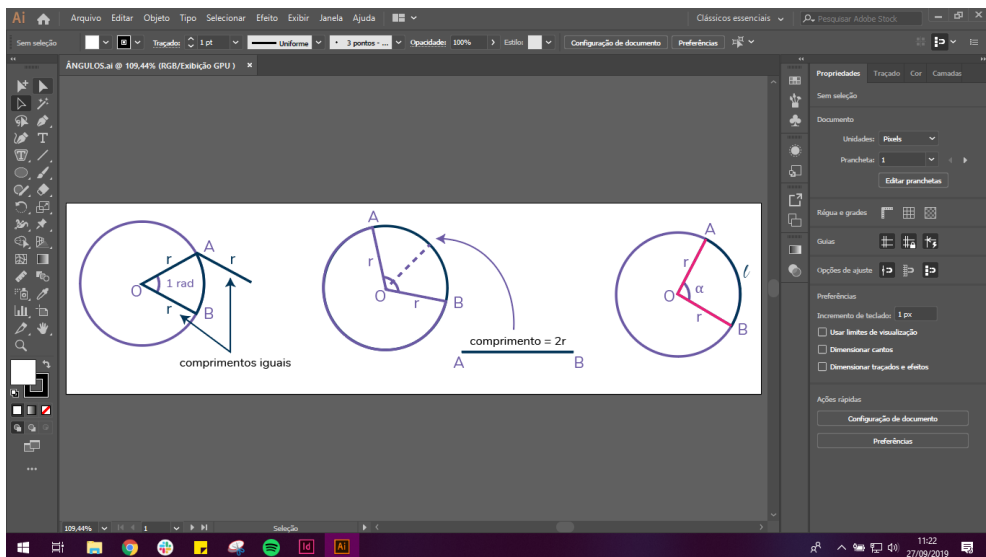 Ai Arquivo Editar Objeto Tipo Selecionar Efeito Exibir Janela Ajuda Clássicos essenciais Pesquisar Adobe Stock
Sem seleção Traçado: 1 pt Uniforme 3 pontos - ... Opacidade: 100% Estilo: Configuração de documento Preferências
ÂNGULOS.ai @ 109,44% (RGB/Exibição GPU ) ×
Propriedades Traçado Cor Camadas
Sem seleção
Documento
Unidades: Pixels
Prancheta: 1
Editar pranchetas
Régua e grades
Guias
Opções de ajuste
Preferências
Incremento de teclado: 1 px
Usar limites de visualização
Dimensionar cantos
Dimensionar traçados e efeitos
Ações rápidas
Configuração de documento
Preferências
A
r
O 1 rad
r B
comprimentos iguais
A
r
O r B
comprimento = 2r
A B
A
r ℓ
O α
r B
109,44% 1 Seleção
Id Ai
11:22
27/09/2019